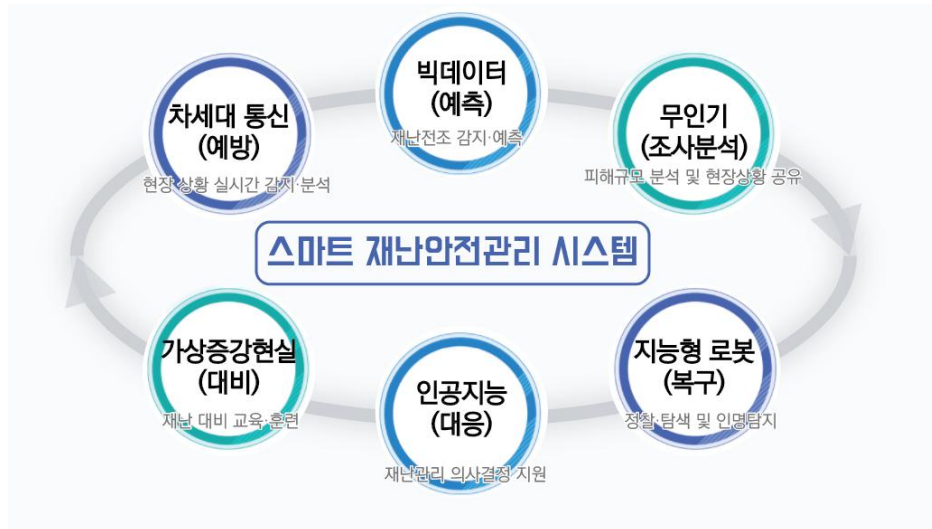 빅데이터
(예측)
재난전조 감지·예측
차세대 통신
(예방)
현장 상황 실시간 감지·분석
무인기
(조사분석)
피해규모 분석 및 현장상황 공유
스마트 재난안전관리 시스템
가상증강현실
(대비)
재난 대비 교육·훈련
인공지능
(대응)
재난관리 의사결정 지원
지능형 로봇
(복구)
정찰·탐색 및 인명탐지